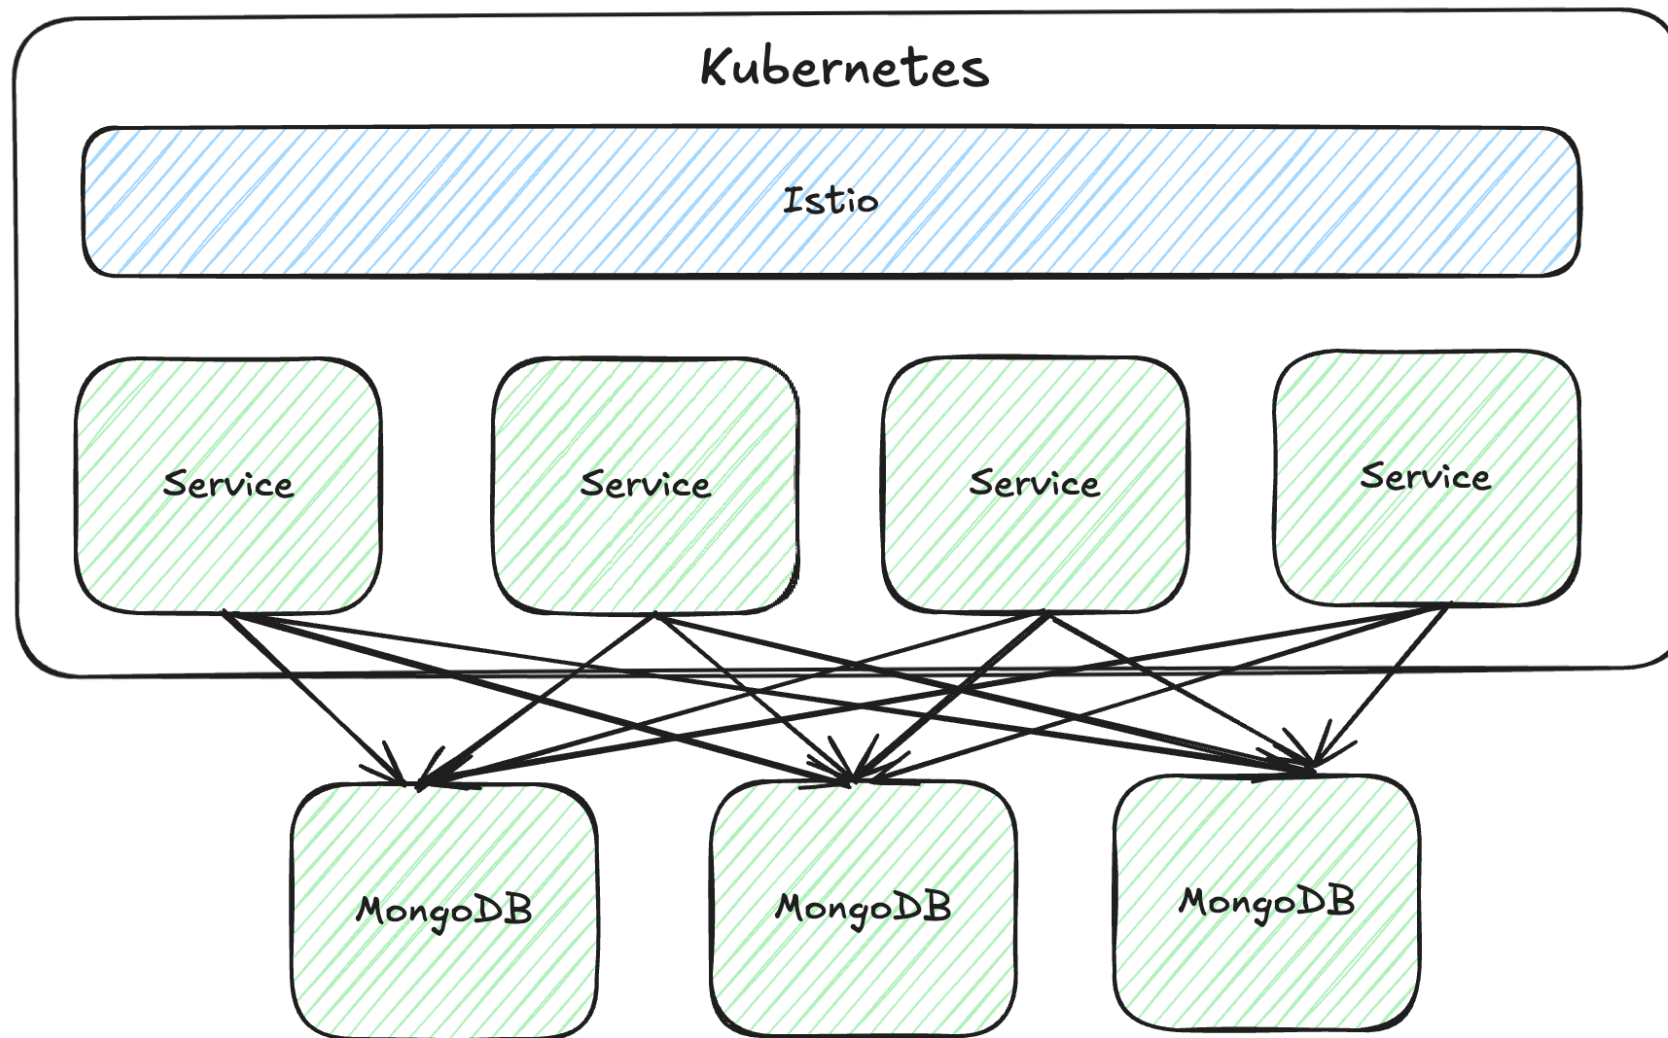 Kubernetes
Istio
Service
Service
Service
Service
MongoDB
MongoDB
MongoDB